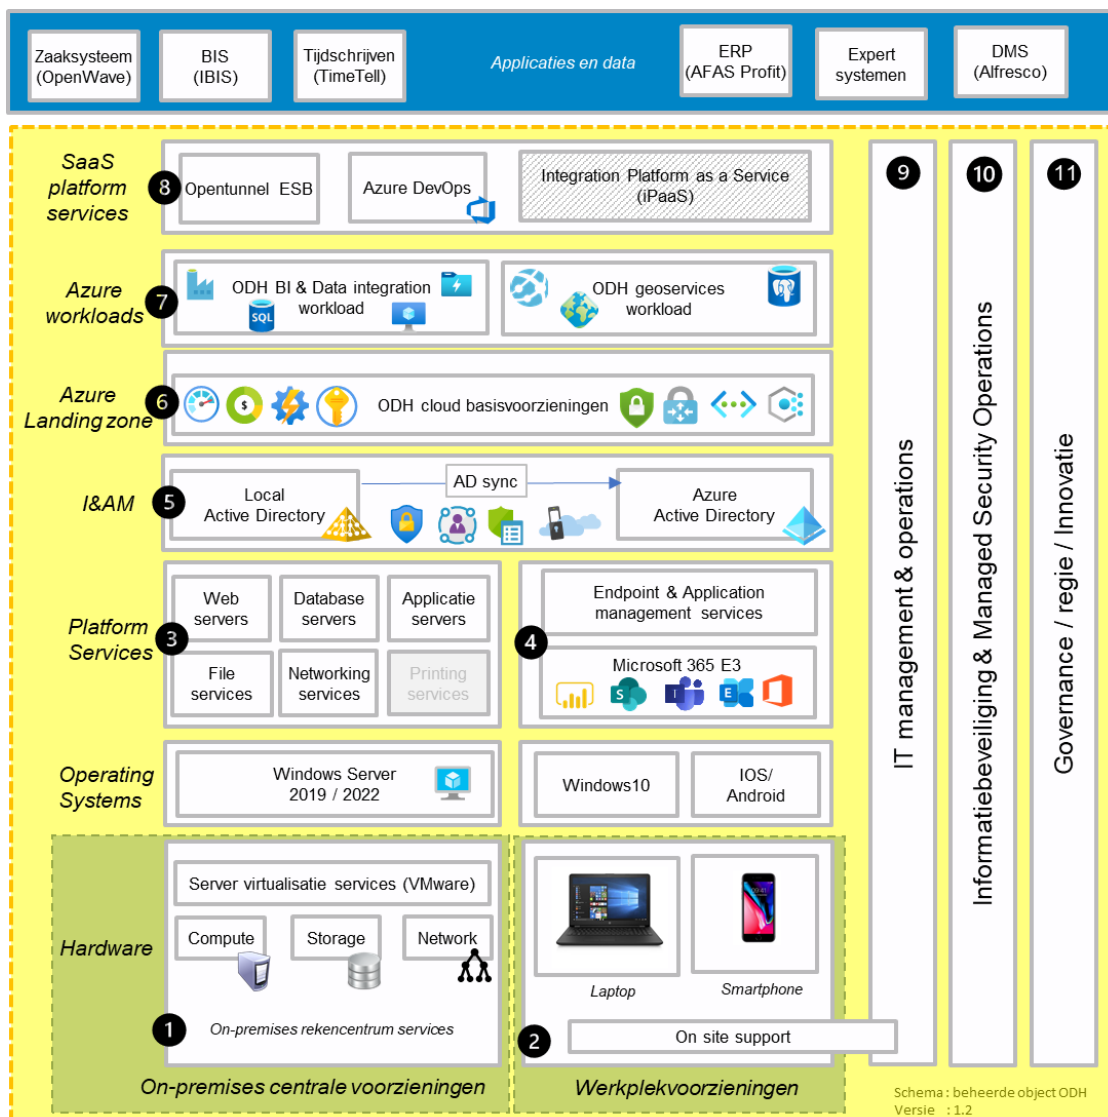 Zaaksysteem
(OpenWave)
BIS
(IBIS)
Tijdschrijven
(TimeTell)
Applicaties en data
ERP
(AFAS Profit)
Expert
systemen
DMS
(Alfresco)
SaaS
platform
services
8
Opentunnel ESB
Azure DevOps
Integration Platform as a Service
(iPaaS)
Azure
workloads
7
ODH BI & Data integration
workload
SQL
ODH geoservices
workload
Azure
Landing zone
6
$
ODH cloud basisvoorzieningen
I&AM
5
Local
Active Directory
AD sync
Azure
Active Directory
Platform
Services
3
Web
servers
Database
servers
Applicatie
servers
File
services
Networking
services
Printing
services
4
Endpoint & Application
management services
Microsoft 365 E3
S
T
E
Operating
Systems
Windows Server
2019 / 2022
Windows10
IOS/
Android
Hardware
Server virtualisatie services (VMware)
Compute
Storage
Network
1
On-premises rekencentrum services
Laptop
Smartphone
2
On site support
On-premises centrale voorzieningen
Werkplekvoorzieningen
9
IT management & operations
10
Informatiebeveiliging & Managed Security Operations
11
Governance / regie / Innovatie
Schema : beheerde object ODH
Versie : 1.2